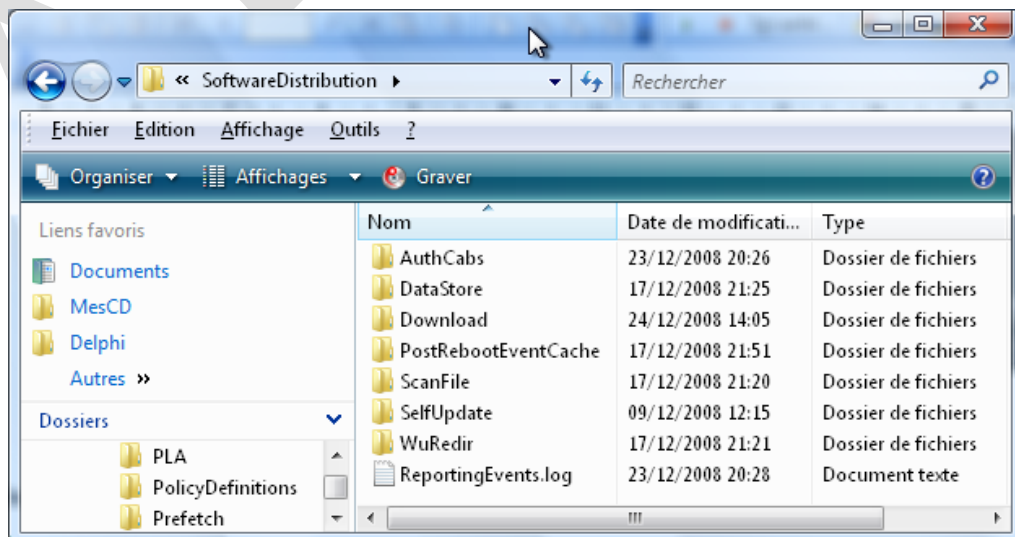 « SoftwareDistribution
Rechercher
Fichier Edition Affichage Outils ?
Organiser Affichages Graver
Liens favoris
Documents
MesCD
Delphi
Autres »
Dossiers
PLA
PolicyDefinitions
Prefetch
Nom Date de modificati... Type
AuthCabs 23/12/2008 20:26 Dossier de fichiers
DataStore 17/12/2008 21:25 Dossier de fichiers
Download 24/12/2008 14:05 Dossier de fichiers
PostRebootEventCache 17/12/2008 21:51 Dossier de fichiers
ScanFile 17/12/2008 21:20 Dossier de fichiers
SelfUpdate 09/12/2008 12:15 Dossier de fichiers
WuRedir 17/12/2008 21:21 Dossier de fichiers
ReportingEvents.log 23/12/2008 20:28 Document texte